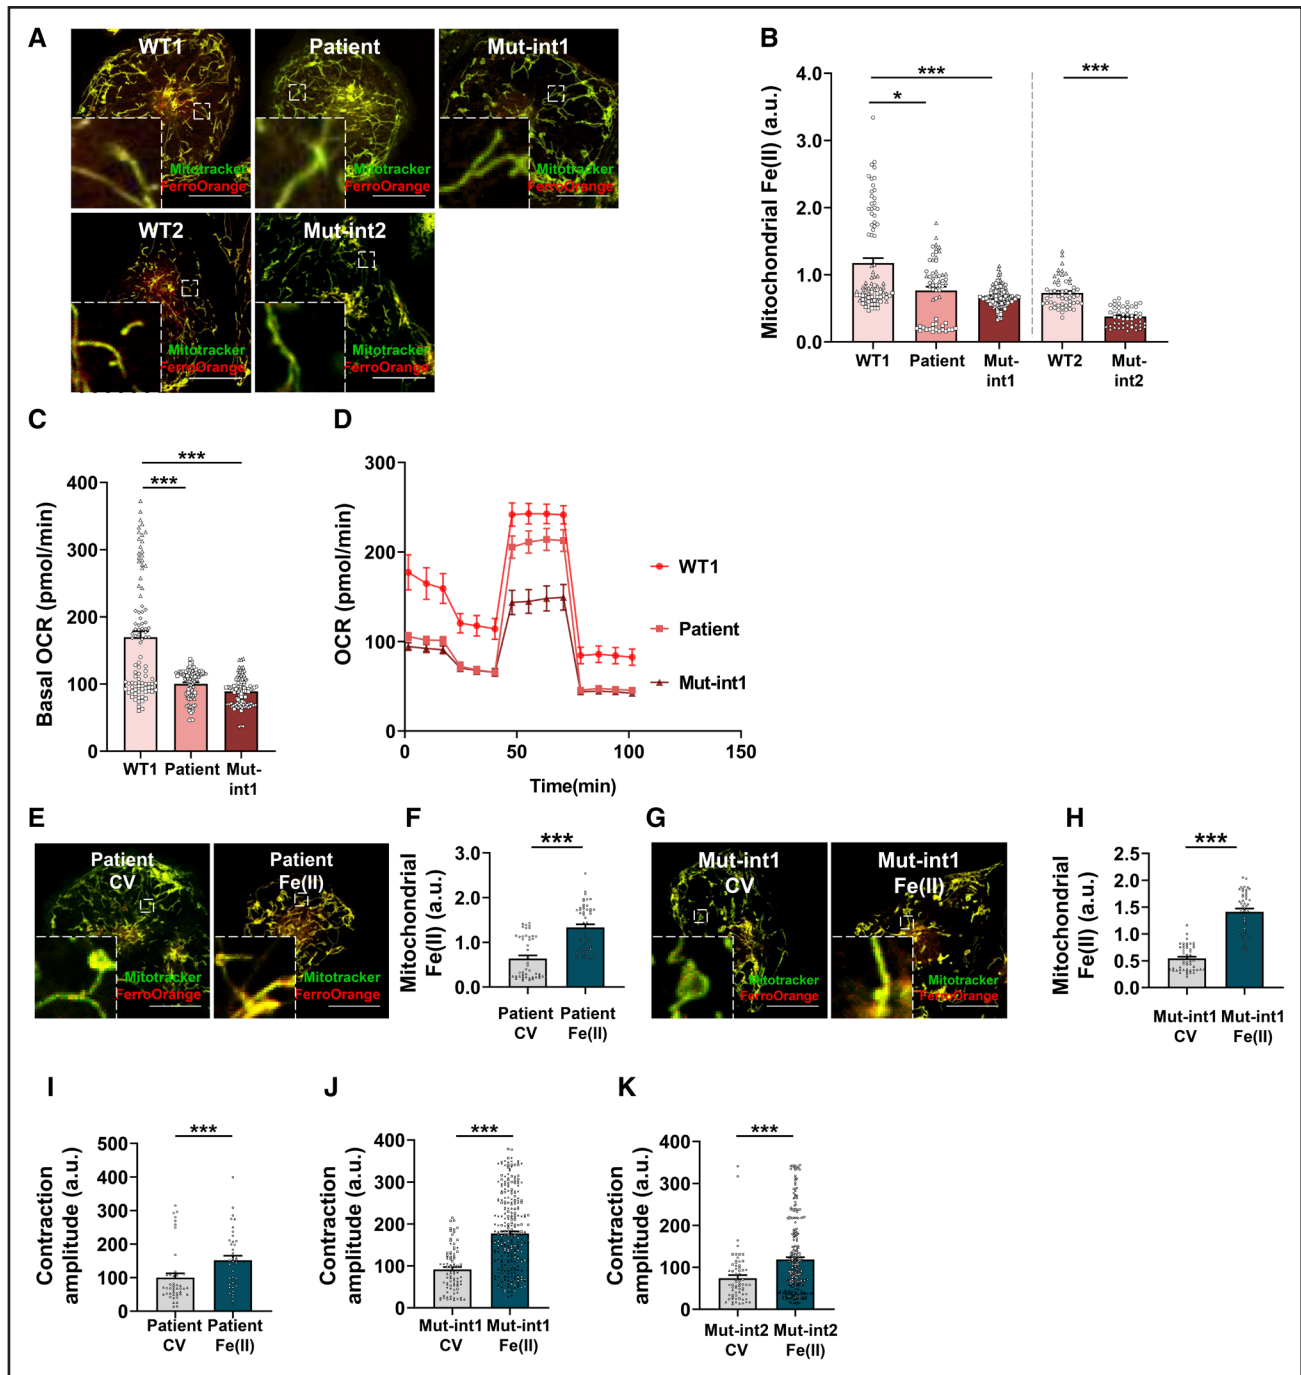 A
WT1
Mitotracker
FerroOrange
Patient
Mitotracker
FerroOrange
Mut-int1
Mitotracker
FerroOrange
WT2
Mitotracker
FerroOrange
Mut-int2
Mitotracker
FerroOrange
B
Mitochondrial Fe(II) (a.u.)
4.0
3.0
2.0
1.0
0.0
***
*
***
WT1
Patient
Mut-
int1
WT2
Mut-
int2
C
Basal OCR (pmol/min)
400
300
200
100
0
***
***
WT1
Patient
Mut-
int1
D
OCR (pmol/min)
300
200
100
0
0
50
100
150
Time(min)
WT1
Patient
Mut-int1
E
Patient
CV
Mitotracker
FerroOrange
Patient
Fe(II)
Mitotracker
FerroOrange
F
Mitochondrial
Fe(II) (a.u.)
3.0
2.0
1.0
0.0
***
Patient
CV
Patient
Fe(II)
G
Mut-int1
CV
Mitotracker
FerroOrange
Mut-int1
Fe(II)
Mitotracker
FerroOrange
H
Mitochondrial
Fe(II) (a.u.)
2.5
2.0
1.5
1.0
0.5
0.0
***
Mut-int1
CV
Mut-int1
Fe(II)
I
Contraction
amplitude (a.u.)
500
400
300
200
100
0
***
Patient
CV
Patient
Fe(II)
J
Contraction
amplitude (a.u.)
400
300
200
100
0
***
Mut-int1
CV
Mut-int1
Fe(II)
K
Contraction
amplitude (a.u.)
400
300
200
100
0
***
Mut-int2
CV
Mut-int2
Fe(II)